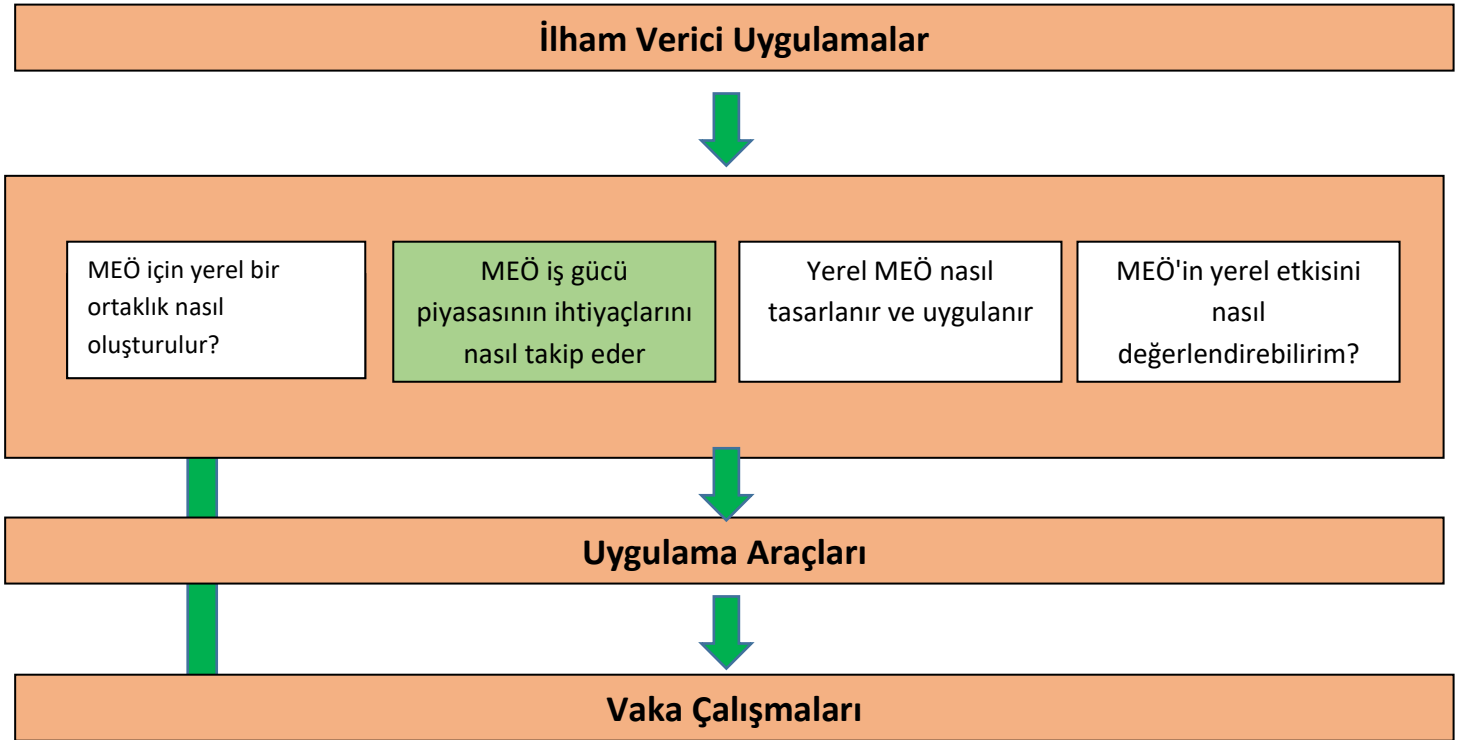 İlham Verici Uygulamalar
MEÖ için yerel bir
ortaklık nasıl
oluşturulur?
MEÖ iş gücü
piyasasının ihtiyaçlarını
nasıl takip eder
Yerel MEÖ nasıl
tasarlanır ve uygulanır
MEÖ'in yerel etkisini
nasıl
değerlendirebilirim?
Uygulama Araçları
Vaka Çalışmaları